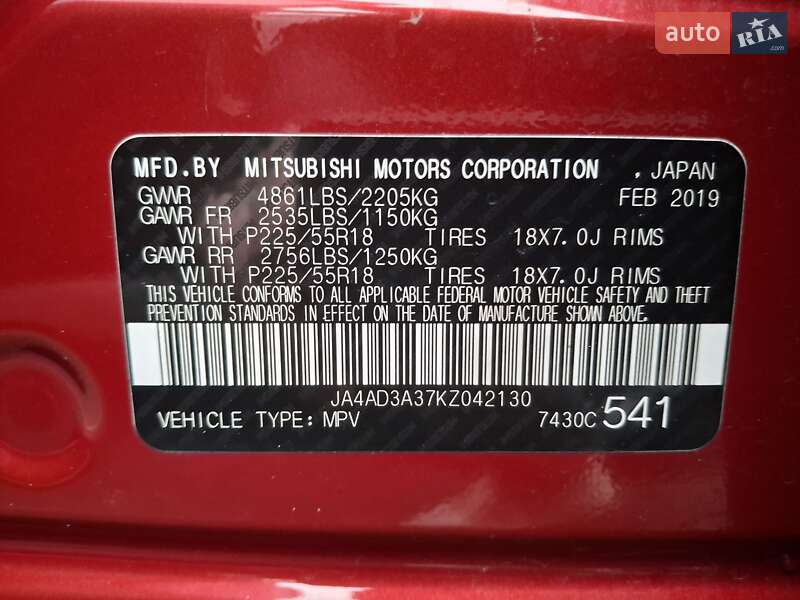 auto RIA .com
MFD.BY MITSUBISHI MOTORS CORPORATION , JAPAN
GVWR 4861LBS/2205KG FEB 2019
GAWR FR 2535LBS/1150KG
WITH P225/55R18 TIRES 18X7.0J RIMS
GAWR RR 2756LBS/1250KG
WITH P225/55R18 TIRES 18X7.0J RIMS
THIS VEHICLE CONFORMS TO ALL APPLICABLE FEDERAL MOTOR VEHICLE SAFETY AND THEFT
PREVENTION STANDARDS IN EFFECT ON THE DATE OF MANUFACTURE SHOWN ABOVE.
JA4AD3A37KZ042130
VEHICLE TYPE: MPV 7430C 541